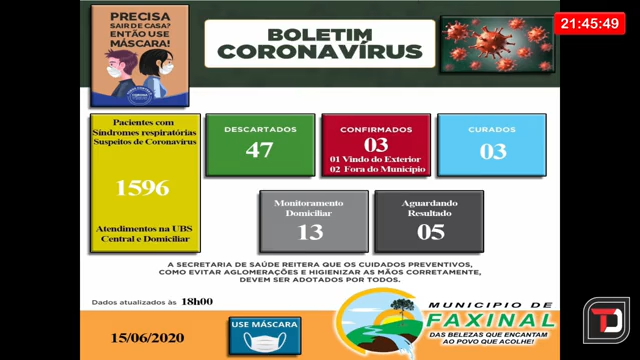 PRECISA
SAIR DE CASA?
ENTÃO USE
MÁSCARA!
BOLETIM
CORONAVÍRUS
21:45:49
Pacientes com
Síndromes respiratórias
Suspeitos de Coronavírus
1596
Atendimentos na UBS
Central e Domiciliar
DESCARTADOS
47
CONFIRMADOS
03
01 Vindo do Exterior
02 Fora do Município
CURADOS
03
Monitoramento
Domiciliar
13
Aguardando
Resultado
05
A SECRETARIA DE SAÚDE REITERA QUE OS CUIDADOS PREVENTIVOS,
COMO EVITAR AGLOMERAÇÕES E HIGIENIZAR AS MÃOS CORRETAMENTE,
DEVEM SER ADOTADOS POR TODOS.
Dados atualizados às 18h00
15/06/2020
USE MÁSCARA
MUNICIPIO DE
FAXINAL
DAS BELEZAS QUE ENCANTAM
AO POVO QUE ACOLHE!